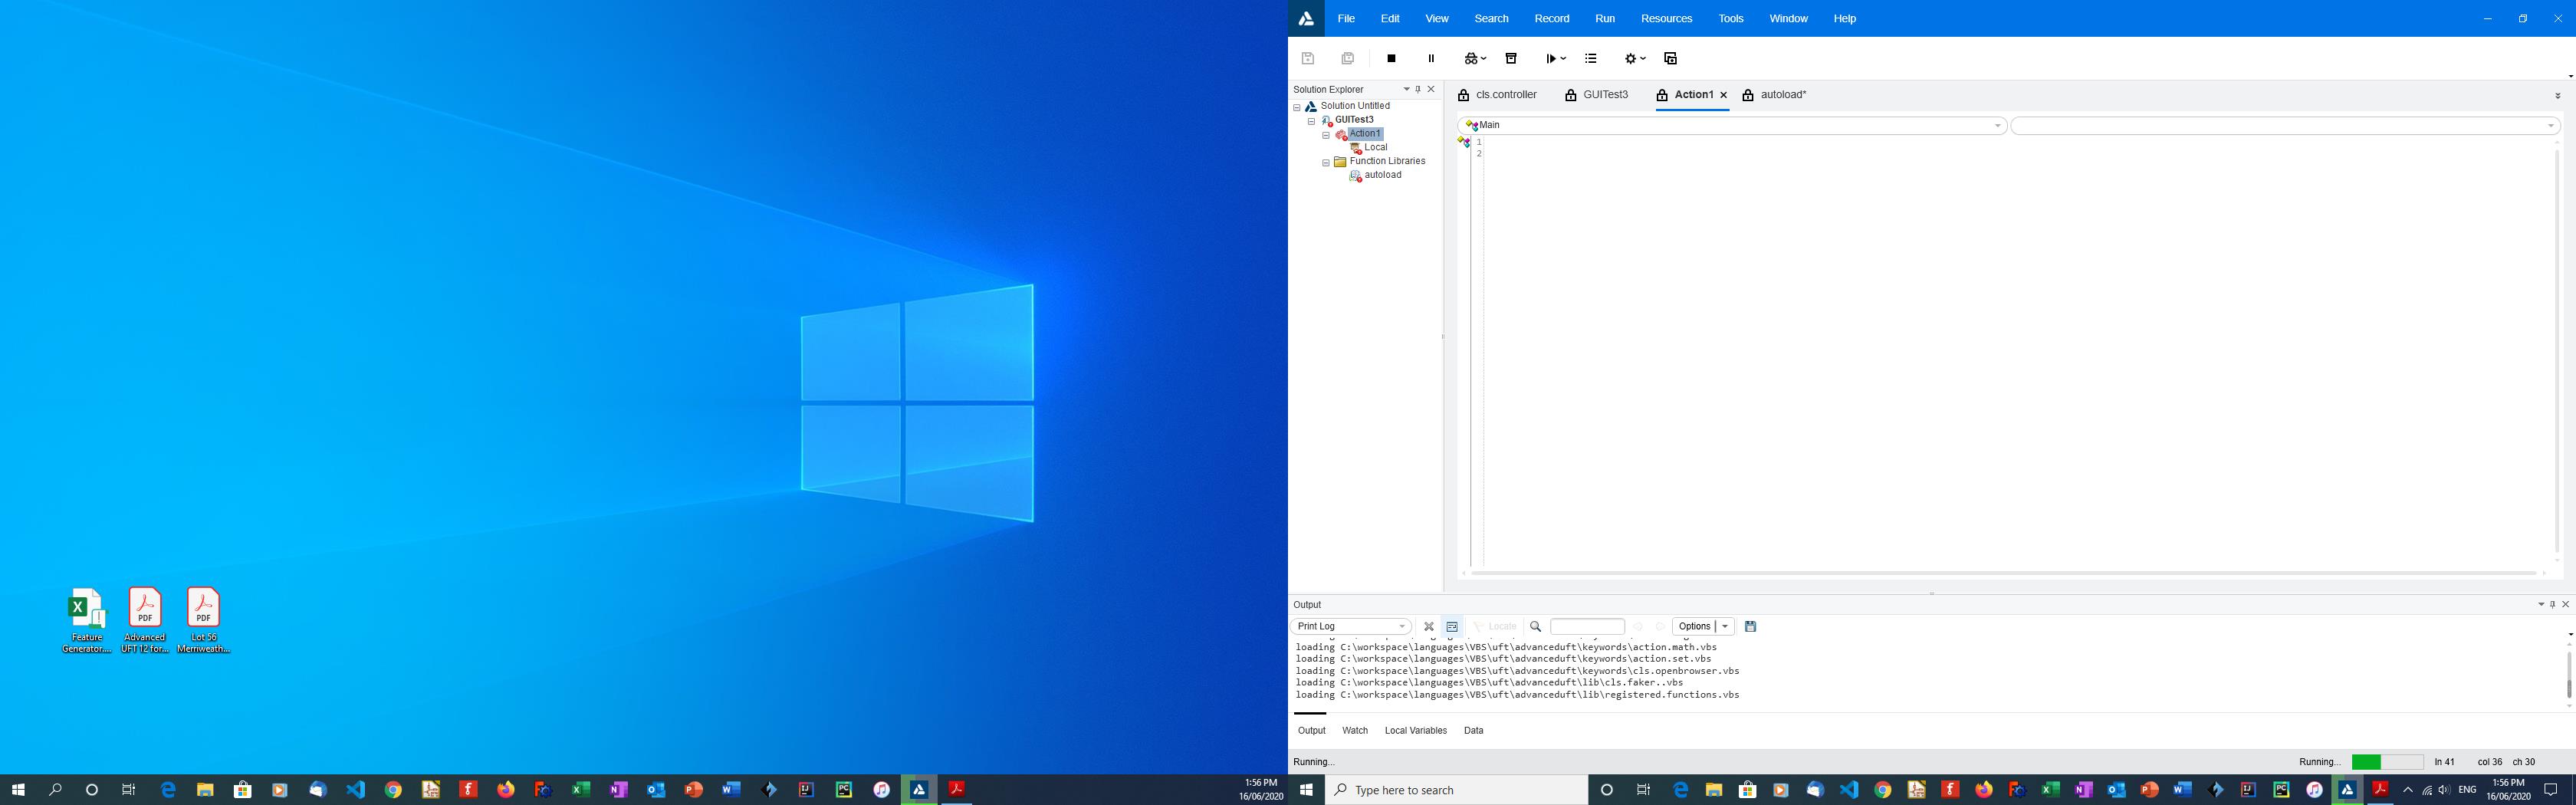 Feature
Generator....
Advanced
UFT 12 for...
Lot 56
Merriweath...
1:56 PM
16/06/2020
File Edit View Search Record Run Resources Tools Window Help
Solution Explorer
Solution Untitled
GUITest3
Action1
Local
Function Libraries
autoload
cls.controller GUITest3 Action1 autoload*
Main
1
2
Output
Print Log Locate Options
loading C:\workspace\languages\VBS\uft\advanceduft\keywords\action.math.vbs
loading C:\workspace\languages\VBS\uft\advanceduft\keywords\action.set.vbs
loading C:\workspace\languages\VBS\uft\advanceduft\keywords\cls.openbrowser.vbs
loading C:\workspace\languages\VBS\uft\advanceduft\lib\cls.faker..vbs
loading C:\workspace\languages\VBS\uft\advanceduft\lib\registered.functions.vbs
Output Watch Local Variables Data
Running... Running... ln 41 col 36 ch 30
Type here to search
ENG
1:56 PM
16/06/2020